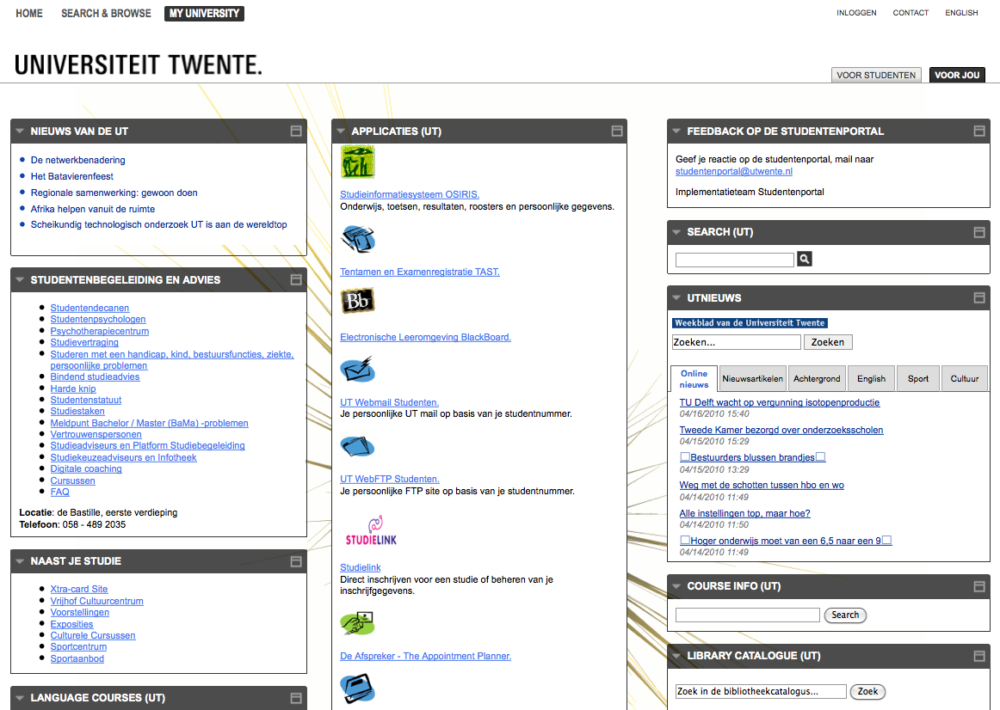 HOME SEARCH & BROWSE MY UNIVERSITY
INLOGGEN CONTACT ENGLISH
UNIVERSITEIT TWENTE.
VOOR STUDENTEN VOOR JOU
NIEUWS VAN DE UT
De netwerkbenadering
Het Batavierenfeest
Regionale samenwerking: gewoon doen
Afrika helpen vanuit de ruimte
Scheikundig technologisch onderzoek UT is aan de wereldtop
STUDENTENBEGELEIDING EN ADVIES
Studentendecanen
Studentenpsychologen
Psychotherapiecentrum
Studievertraging
Studeren met een handicap, kind, bestuursfuncties, ziekte,
persoonlijke problemen
Bindend studieadvies
Harde knip
Studentenstatuut
Studiestaken
Meldpunt Bachelor / Master (BaMa) -problemen
Vertrouwenspersonen
Studieadviseurs en Platform Studiebegeleiding
Studiekeuzeadviseurs en Infotheek
Digitale coaching
Cursussen
FAQ
Locatie: de Bastille, eerste verdieping
Telefoon: 058 - 489 2035
NAAST JE STUDIE
Xtra-card Site
Vrijhof Cultuurcentrum
Voorstellingen
Exposities
Culturele Cursussen
Sportcentrum
Sportaanbod
LANGUAGE COURSES (UT)
APPLICATIES (UT)
Studieinformatiesysteem OSIRIS.
Onderwijs, toetsen, resultaten, roosters en persoonlijke gegevens.
Tentamen en Examenregistratie TAST.
Bb
Electronische Leeromgeving BlackBoard.
UT Webmail Studenten.
Je persoonlijke UT mail op basis van je studentnummer.
UT WebFTP Studenten.
Je persoonlijke FTP site op basis van je studentnummer.
STUDIELINK
Studielink
Direct inschrijven voor een studie of beheren van je
inschrijfgegevens.
De Afspreker - The Appointment Planner.
FEEDBACK OP DE STUDENTENPORTAL
Geef je reactie op de studentenportal, mail naar
studentenportal@utwente.nl
Implementatieteam Studentenportal
SEARCH (UT)
UTNIEUWS
Weekblad van de Universiteit Twente
Zoeken... Zoeken
Online
nieuws
Nieuwsartikelen Achtergrond English Sport Cultuur
TU Delft wacht op vergunning isotopenproductie
04/16/2010 15:40
Tweede Kamer bezorgd over onderzoeksscholen
04/15/2010 15:29
Bestuurders blussen brandjes
04/15/2010 13:29
Weg met de schotten tussen hbo en wo
04/14/2010 11:49
Alle instellingen top, maar hoe?
04/14/2010 11:50
Hoger onderwijs moet van een 6,5 naar een 9
04/14/2010 11:49
COURSE INFO (UT)
Search
LIBRARY CATALOGUE (UT)
Zoek in de bibliotheekcatalogus... Zoek